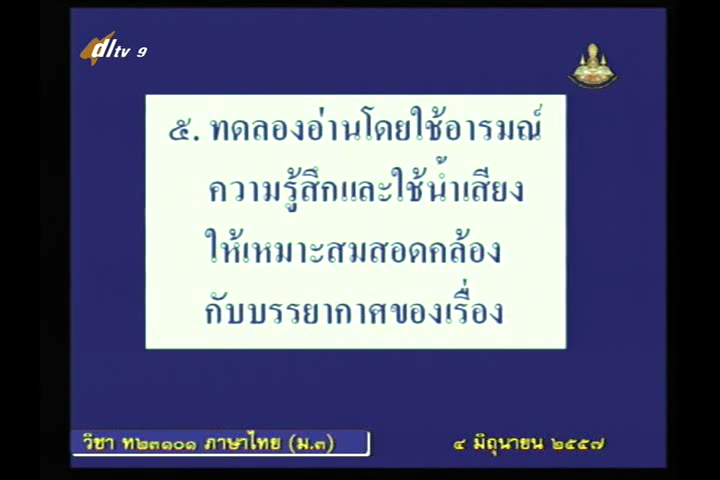 dltv 9
๕. ทดลองอ่านโดยใช้อารมณ์
ความรู้สึกและใช้น้ำเสียง
ให้เหมาะสมสอดคล้อง
กับบรรยากาศของเรื่อง
วิชา ท๒๓๑๐๑ ภาษาไทย (ม.๓)
๔ มิถุนายน ๒๕๕๗